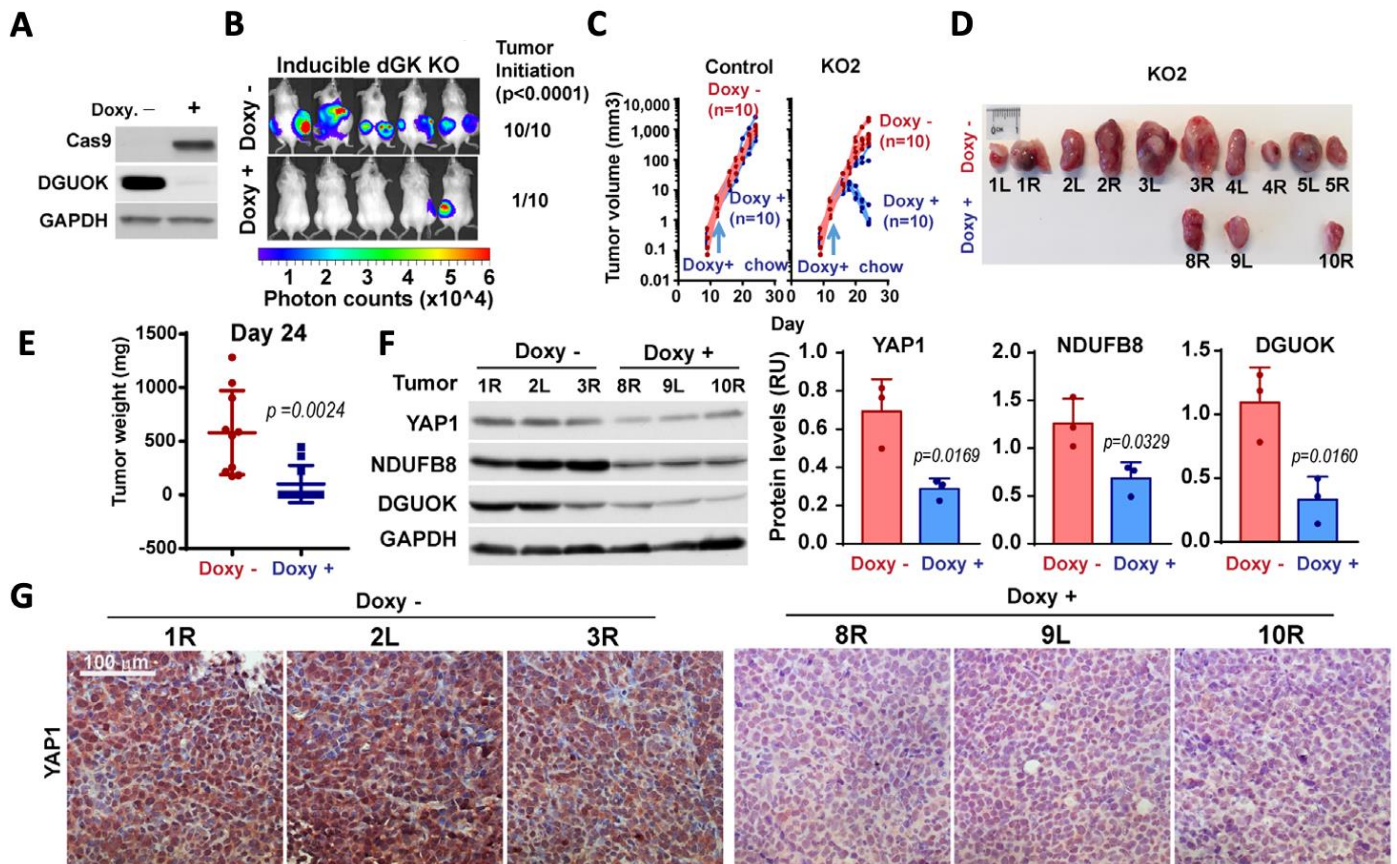 A
Doxy. – +
Cas9
DGUOK
GAPDH
B
Inducible dGK KO
Tumor
Initiation
(p<0.0001)
Doxy -
10/10
Doxy +
1/10
1 2 3 4 5 6
Photon counts (x10^4)
C
Control
KO2
Tumor volume (mm3)
10,000
1,000
100
10
1
0.1
0.01
Doxy -
(n=10)
Doxy +
(n=10)
Doxy+ chow
Doxy -
(n=10)
Doxy +
(n=10)
Doxy+ chow
0 10 20 30
0 10 20 30
Day
D
KO2
Doxy -
1L 1R 2L 2R 3L 3R 4L 4R 5L 5R
Doxy +
8R 9L 10R
E
Day 24
Tumor weight (mg)
1500
1000
500
0
-500
p =0.0024
Doxy - Doxy +
F
Doxy - Doxy +
Tumor 1R 2L 3R 8R 9L 10R
YAP1
NDUFB8
DGUOK
GAPDH
Protein levels (RU)
YAP1
1.0
0.8
0.6
0.4
0.2
0.0
p=0.0169
Doxy - Doxy +
NDUFB8
2.0
1.5
1.0
0.5
0.0
p=0.0329
Doxy - Doxy +
DGUOK
1.5
1.0
0.5
0.0
p=0.0160
Doxy - Doxy +
G
Doxy -
1R 2L 3R
Doxy +
8R 9L 10R
100 um
YAP1